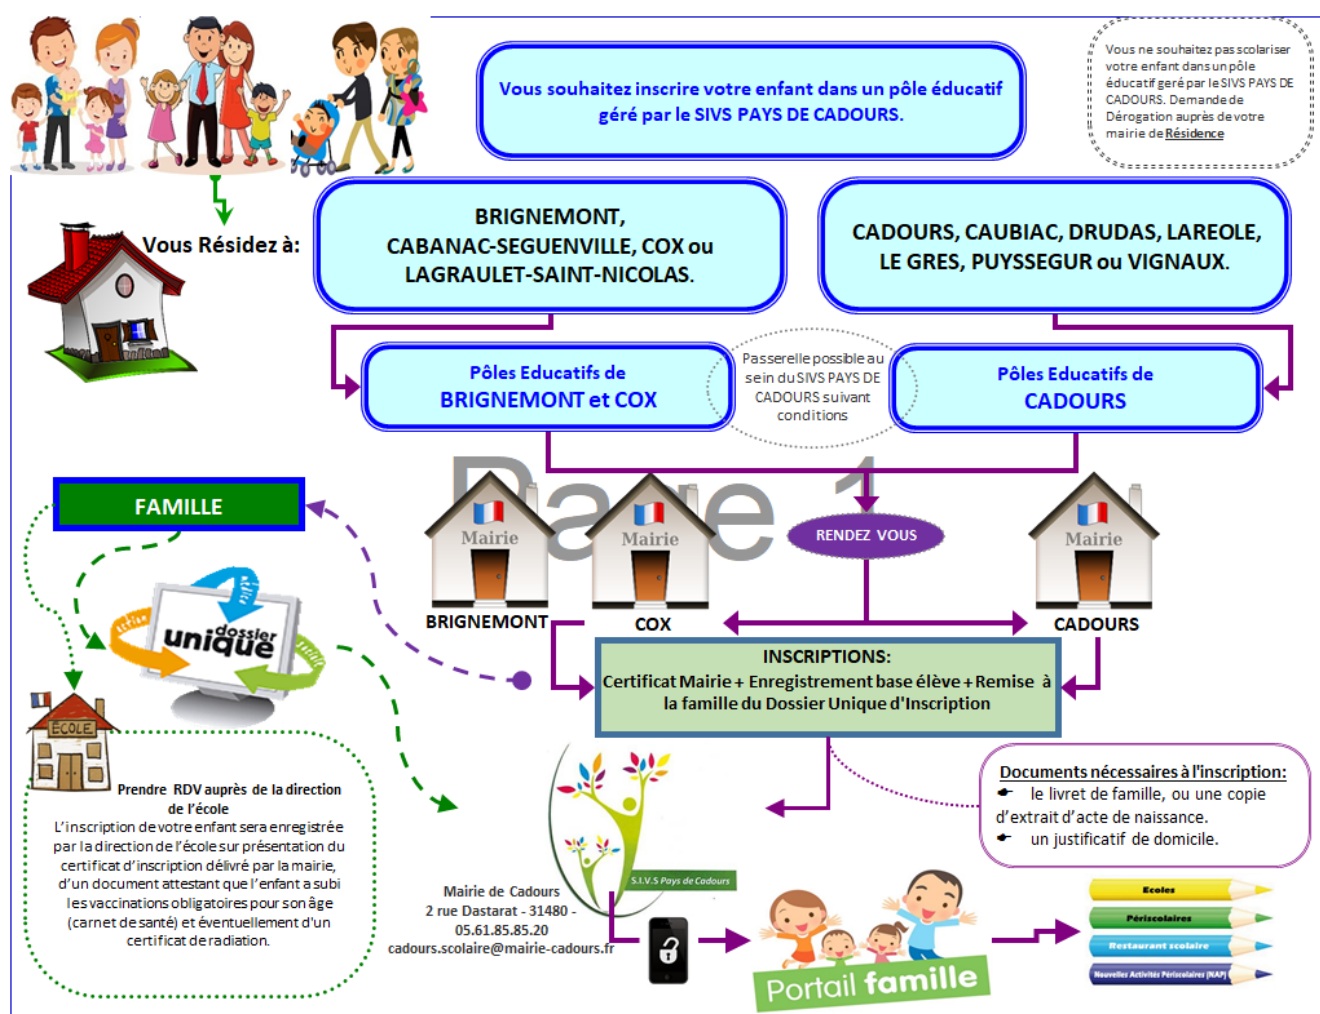 Vous souhaitez inscrire votre enfant dans un pôle éducatif
géré par le SIVS PAYS DE CADOURS.
Vous ne souhaitez pas scolariser
votre enfant dans un pôle
éducatif geré par le SIVS PAYS DE
CADOURS. Demande de
Dérogation auprès de votre
mairie de Résidence
Vous Résidez à:
BRIGNEMONT,
CABANAC-SEGUENVILLE, COX ou
LAGRAULET-SAINT-NICOLAS.
CADOURS, CAUBIAC, DRUDAS, LAREOLE,
LE GRES, PUYSSEGUR ou VIGNAUX.
Pôles Educatifs de
BRIGNEMONT et COX
Passerelle possible au
sein du SIVS PAYS DE
CADOURS suivant
conditions
Pôles Educatifs de
CADOURS
Page 1
FAMILLE
Mairie
Mairie
RENDEZ VOUS
Mairie
BRIGNEMONT
COX
CADOURS
dossier
unique
INSCRIPTIONS:
Certificat Mairie + Enregistrement base élève + Remise à
la famille du Dossier Unique d'Inscription
ÉCOLE
Prendre RDV auprès de la direction
de l'école
L'inscription de votre enfant sera enregistrée
par la direction de l'école sur présentation du
certificat d'inscription délivré par la mairie,
d'un document attestant que l'enfant a subi
les vaccinations obligatoires pour son âge
(carnet de santé) et éventuellement d'un
certificat de radiation.
Documents nécessaires à l'inscription:
☛ le livret de famille, ou une copie
d'extrait d'acte de naissance.
☛ un justificatif de domicile.
S.I.V.S Pays de Cadours
Mairie de Cadours
2 rue Dastarat - 31480 -
05.61.85.85.20
cadours.scolaire@mairie-cadours.fr
Portail famille
Ecoles
Périscolaires
Restaurant scolaire
Nouvelles Activités Périscolaires (NAP)